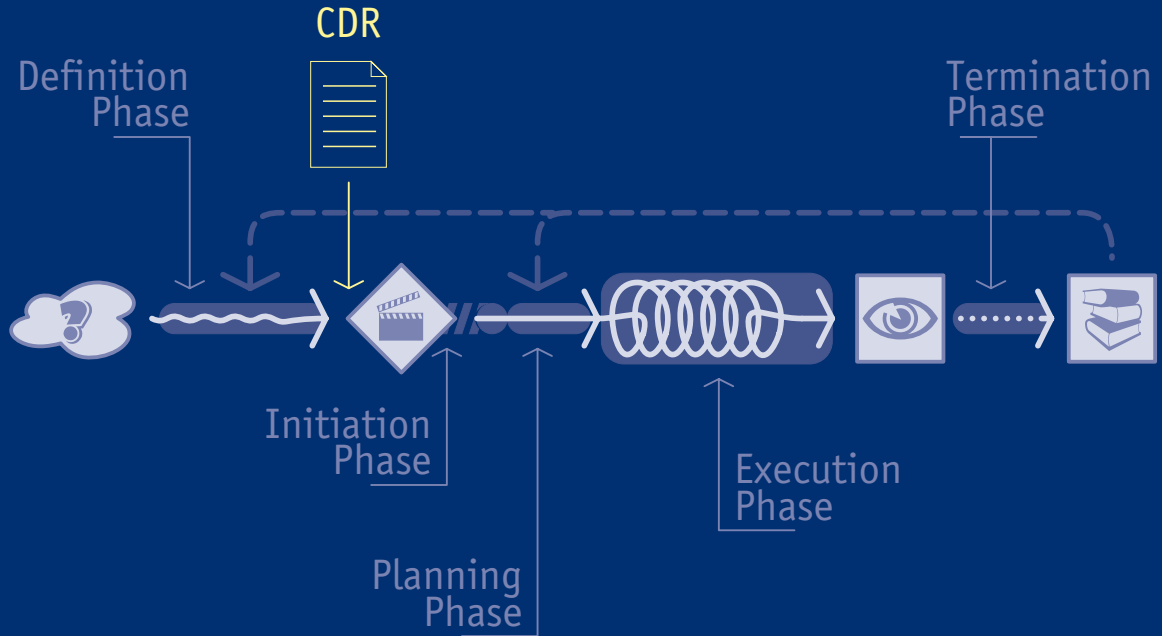 CDR
Definition
Phase
Termination
Phase
Initiation
Phase
Execution
Phase
Planning
Phase